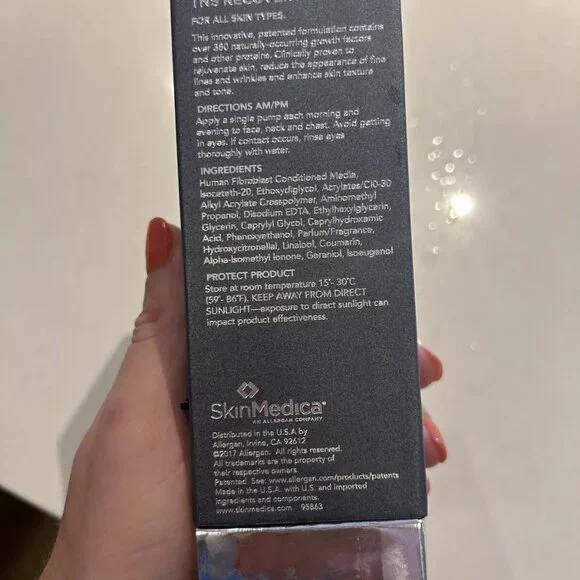 TNS RECOVER
FOR ALL SKIN TYPES.
This innovative, patented formulation contains
over 380 naturally-occurring growth factors
and other proteins. Clinically proven to
rejuvenate skin, reduce the appearance of fine
lines and wrinkles and enhance skin texture
and tone.
DIRECTIONS AM/PM
Apply a single pump each morning and
evening to face, neck and chest. Avoid getting
in eyes. If contact occurs, rinse eyes
thoroughly with water.
INGREDIENTS
Human Fibroblast Conditioned Media,
Isoceteth-20, Ethoxydiglycol, Acrylates/C10-30
Alkyl Acrylate Crosspolymer, Aminomethyl
Propanol, Disodium EDTA, Ethylhexylglycerin,
Glycerin, Caprylyl Glycol, Caprylhydroxamic
Acid, Phenoxyethanol, Parfum/Fragrance,
Hydroxycitronellal, Linalool, Coumarin,
Alpha-Isomethyl Ionone, Geraniol, Isoeugenol
PROTECT PRODUCT
Store at room temperature 15°- 30°C
(59°- 86°F). KEEP AWAY FROM DIRECT
SUNLIGHT—exposure to direct sunlight can
impact product effectiveness.
SkinMedica®
AN ALLERGAN COMPANY
Distributed in the U.S.A by
Allergan, Irvine, CA 92612
©2017 Allergan. All rights reserved.
All trademarks are the property of
their respective owners.
Patented. See: www.allergan.com/products/patents
Made in the U.S.A. with U.S. and imported
ingredients and components.
www.skinmedica.com 95863